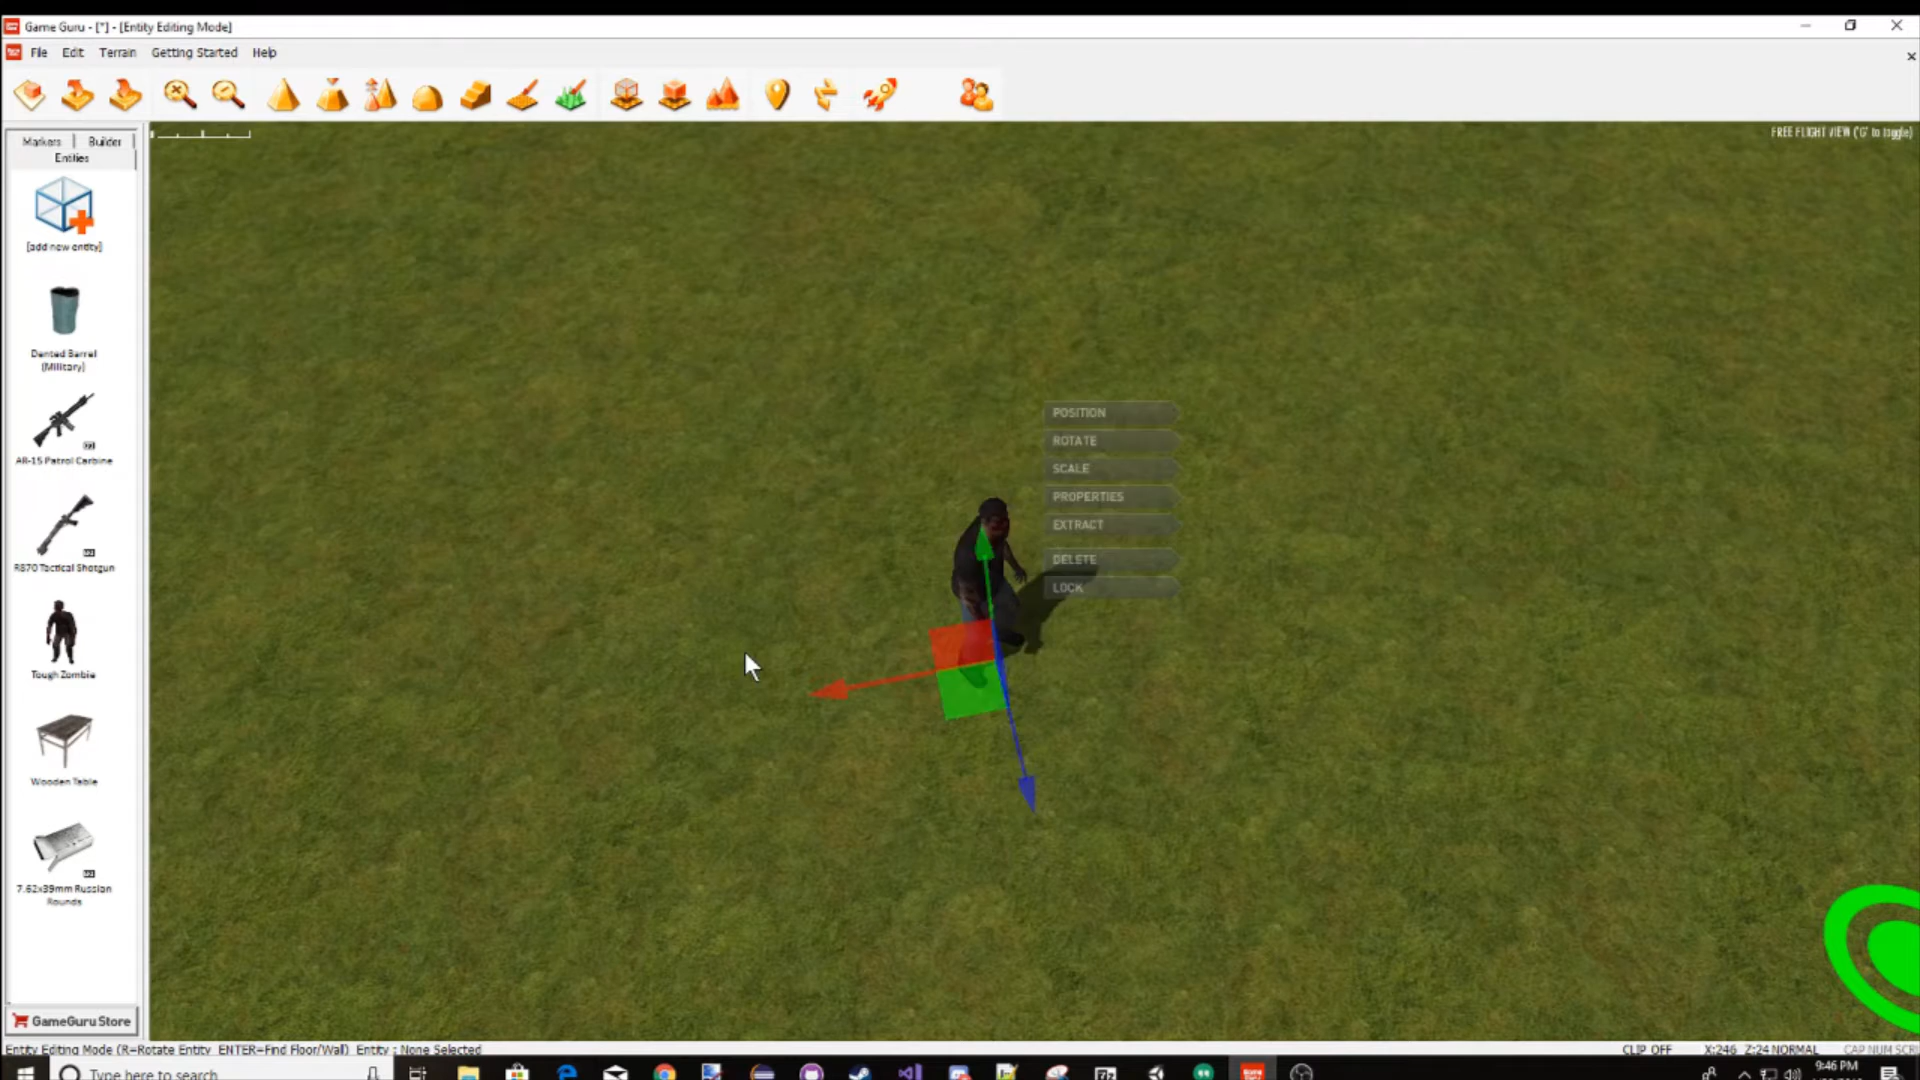 Game Guru - [*] - [Entity Editing Mode]
File Edit Terrain Getting Started Help
Markers Builder
Entities
FREE FLIGHT VIEW ('G' to toggle)
[add new entity]
Dented Barrel
(Military)
AR-15 Patrol Carbine
R870 Tactical Shotgun
Tough Zombie
Wooden Table
7.62x39mm Russian
Rounds
POSITION
ROTATE
SCALE
PROPERTIES
EXTRACT
DELETE
LOCK
GameGuru Store
Entity Editing Mode (R=Rotate Entity ENTER=Find Floor/Wall) Entity : None Selected
CLIP OFF X:246 Z:24 NORMAL CAP NUM SCR
Type here to search
9:46 PM